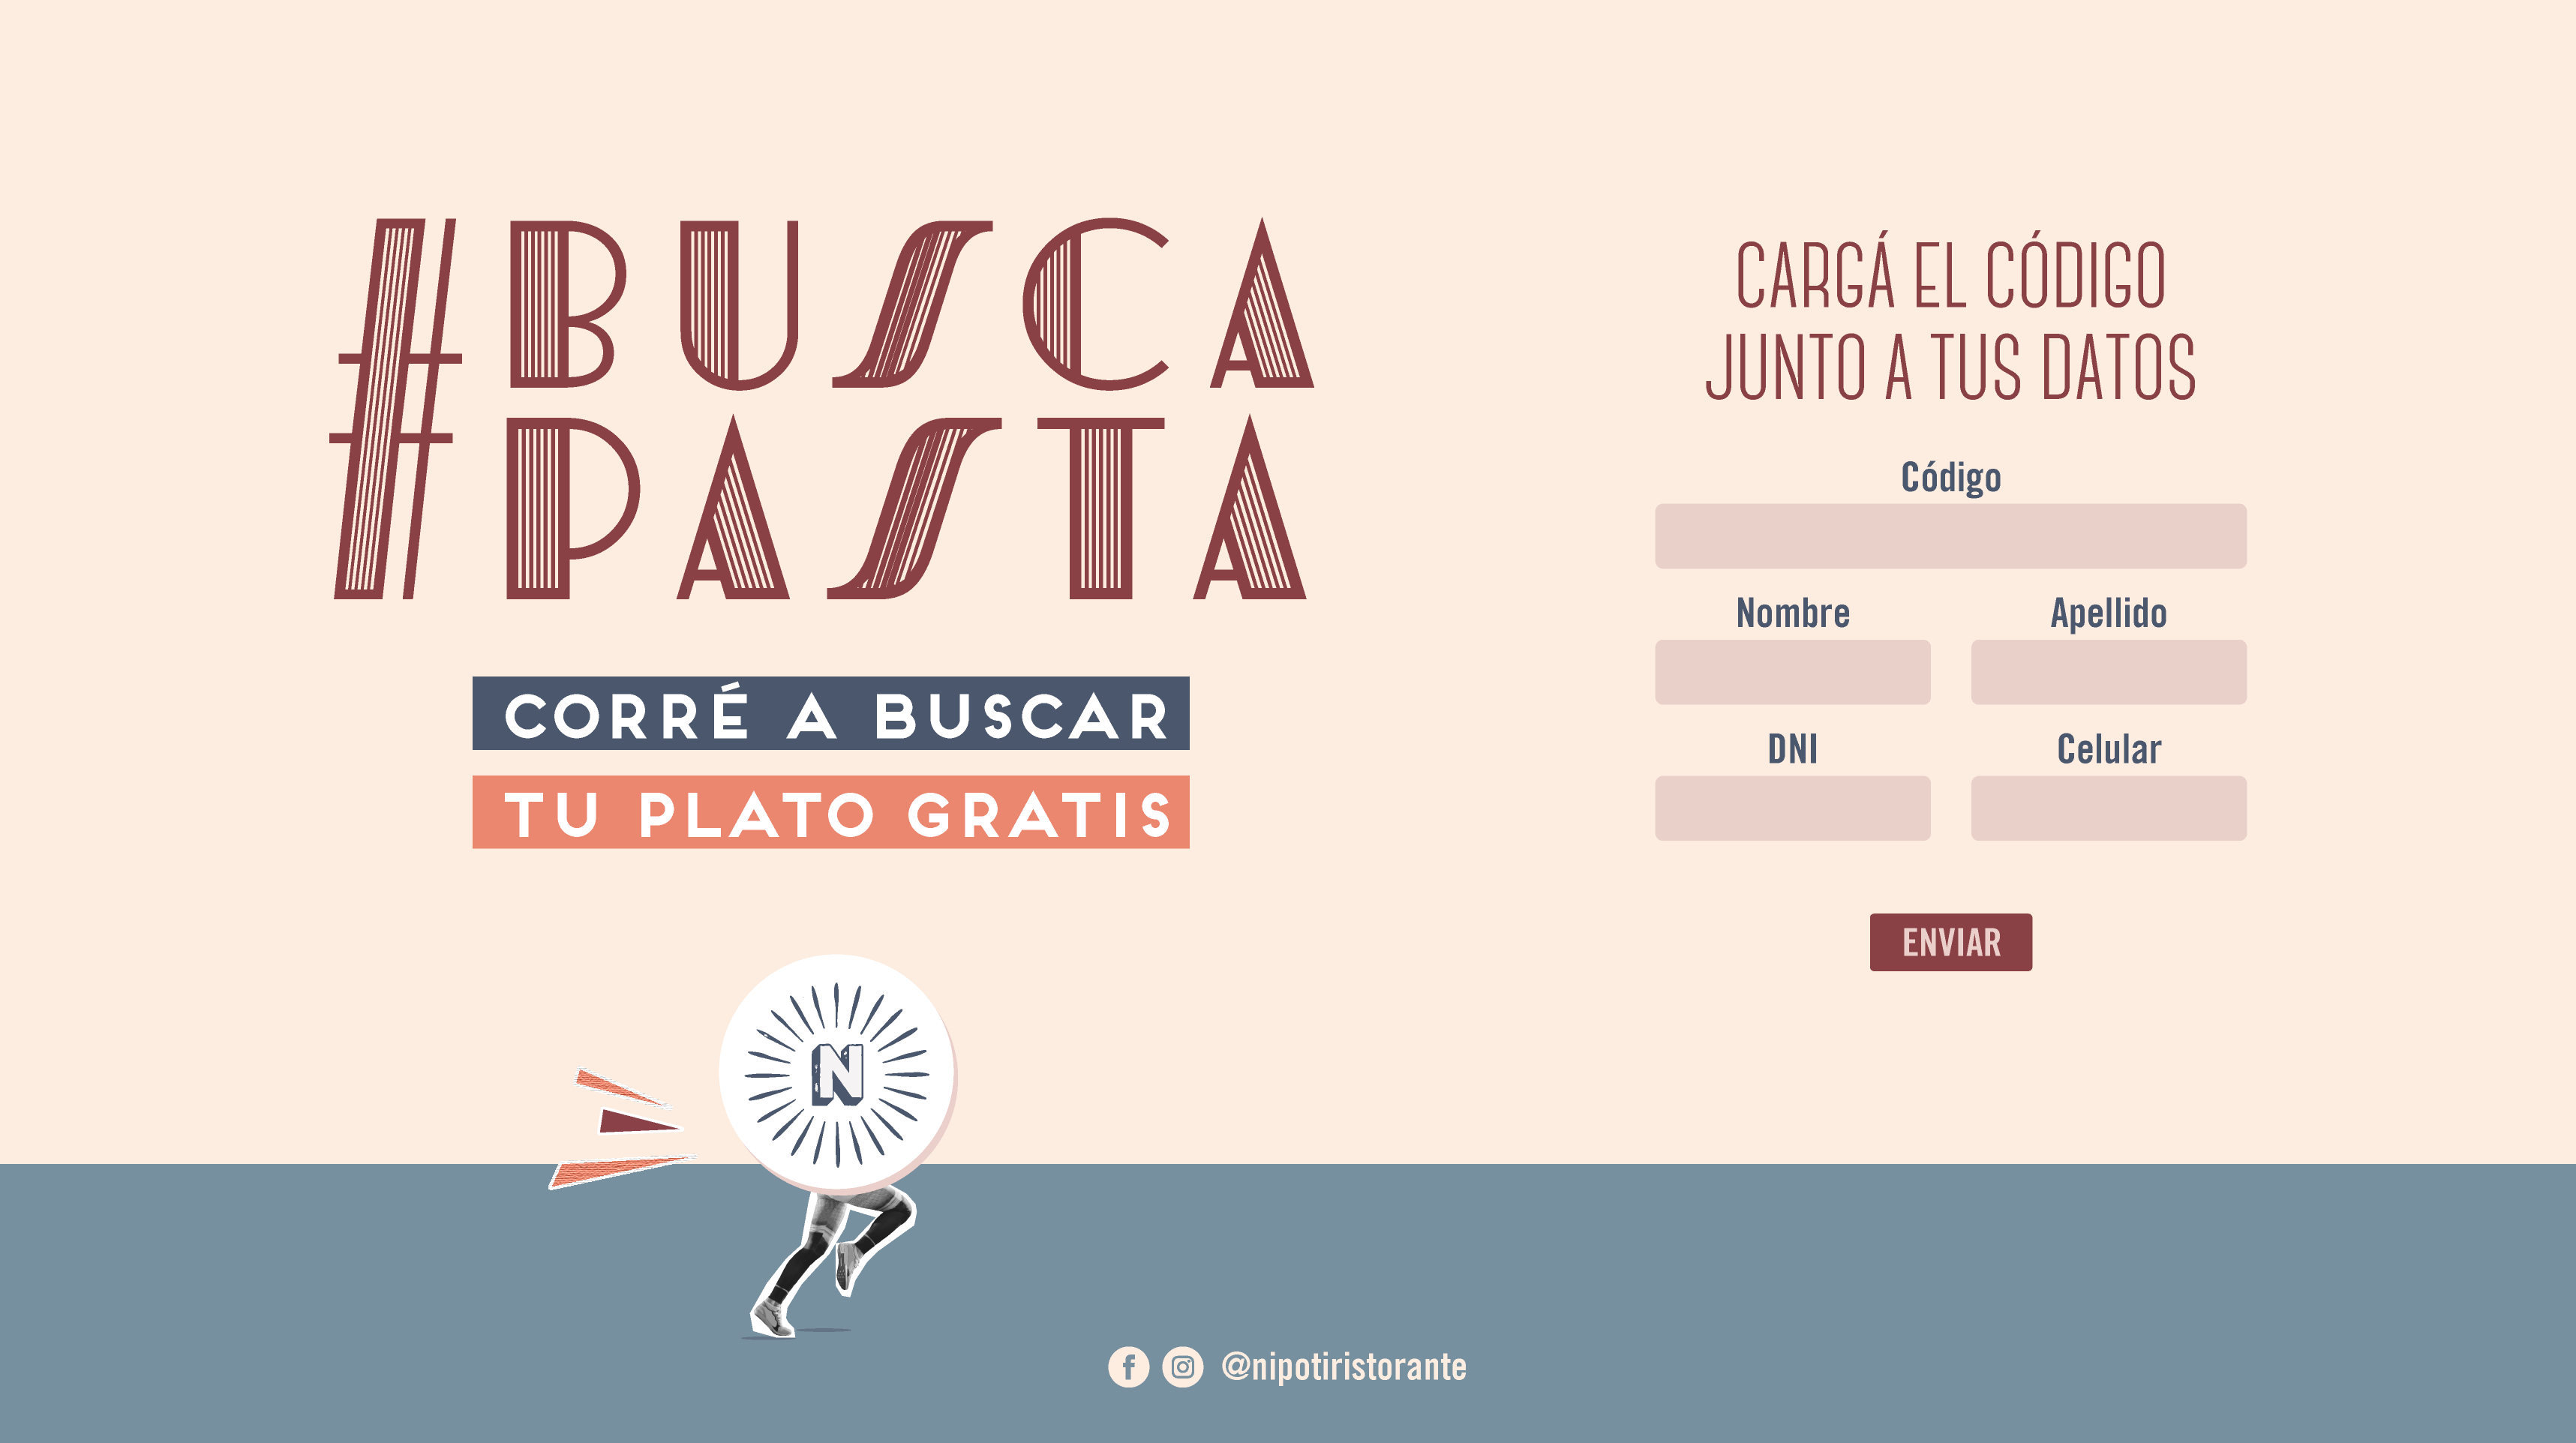 #BUSCA
PASTA
CORRÉ A BUSCAR
TU PLATO GRATIS
N
CARGÁ EL CÓDIGO
JUNTO A TUS DATOS
Código
Nombre
Apellido
DNI
Celular
ENVIAR
@nipotiristorante